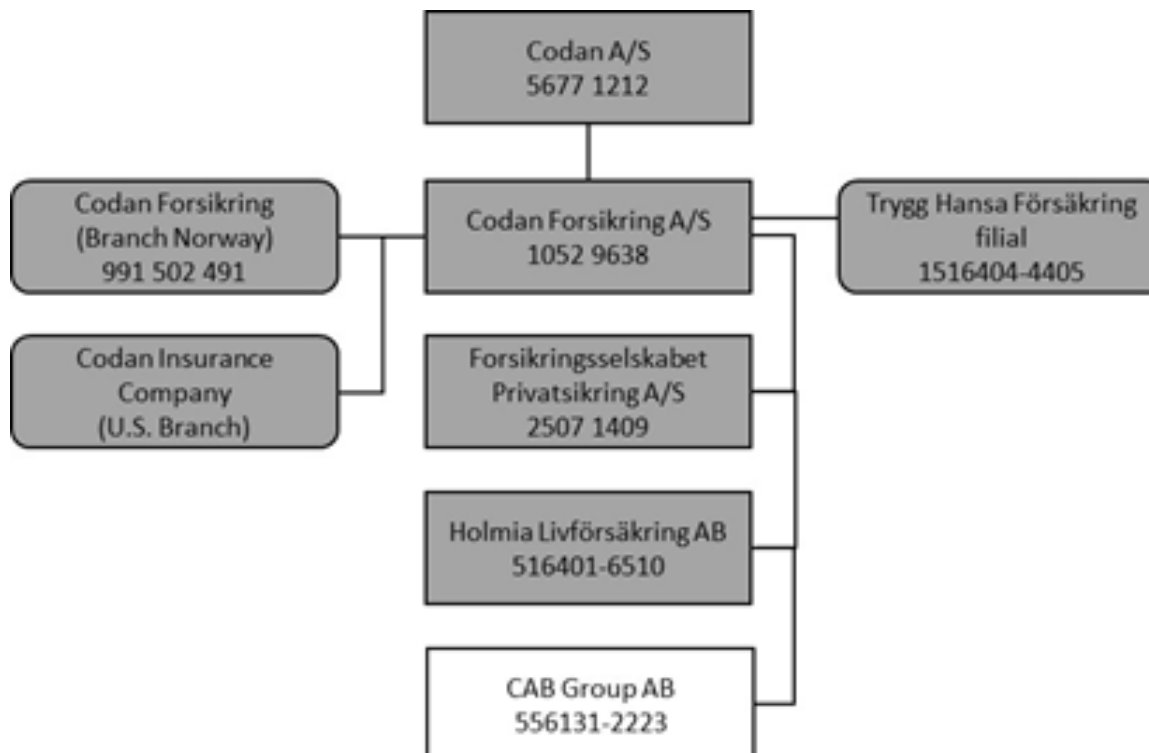 Codan A/S
5677 1212
Codan Forsikring
(Branch Norway)
991 502 491
Codan Forsikring A/S
1052 9638
Trygg Hansa Försäkring
filial
1516404-4405
Codan Insurance
Company
(U.S. Branch)
Forsikringsselskabet
Privatsikring A/S
2507 1409
Holmia Livförsäkring AB
516401-6510
CAB Group AB
556131-2223